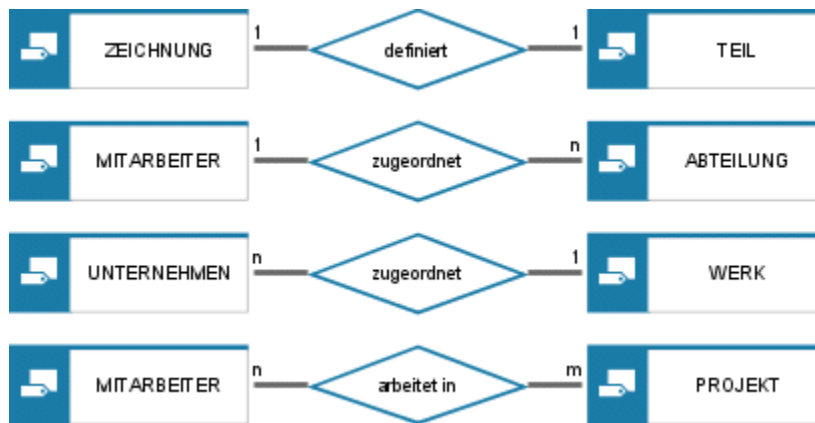 ZEICHNUNG 1 definiert 1 TEIL
MITARBEITER 1 zugeordnet n ABTEILUNG
UNTERNEHMEN n zugeordnet 1 WERK
MITARBEITER n arbeitet in m PROJEKT